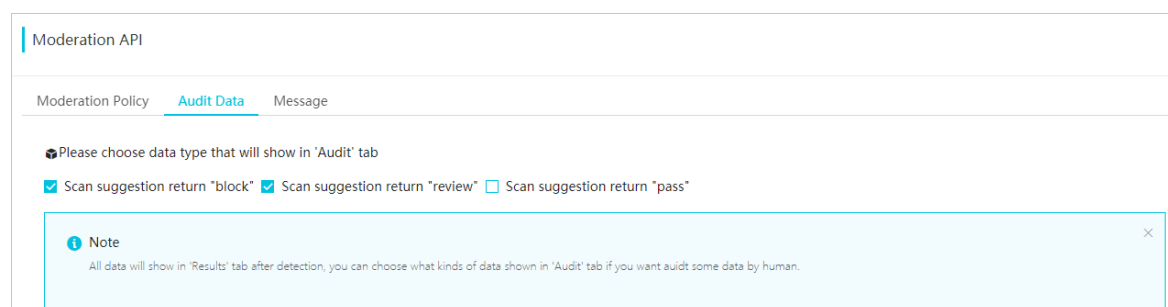 Moderation API
Moderation Policy Audit Data Message
Please choose data type that will show in 'Audit' tab
Scan suggestion return "block" Scan suggestion return "review" Scan suggestion return "pass"
Note
All data will show in 'Results' tab after detection, you can choose what kinds of data shown in 'Audit' tab if you want auidt some data by human.